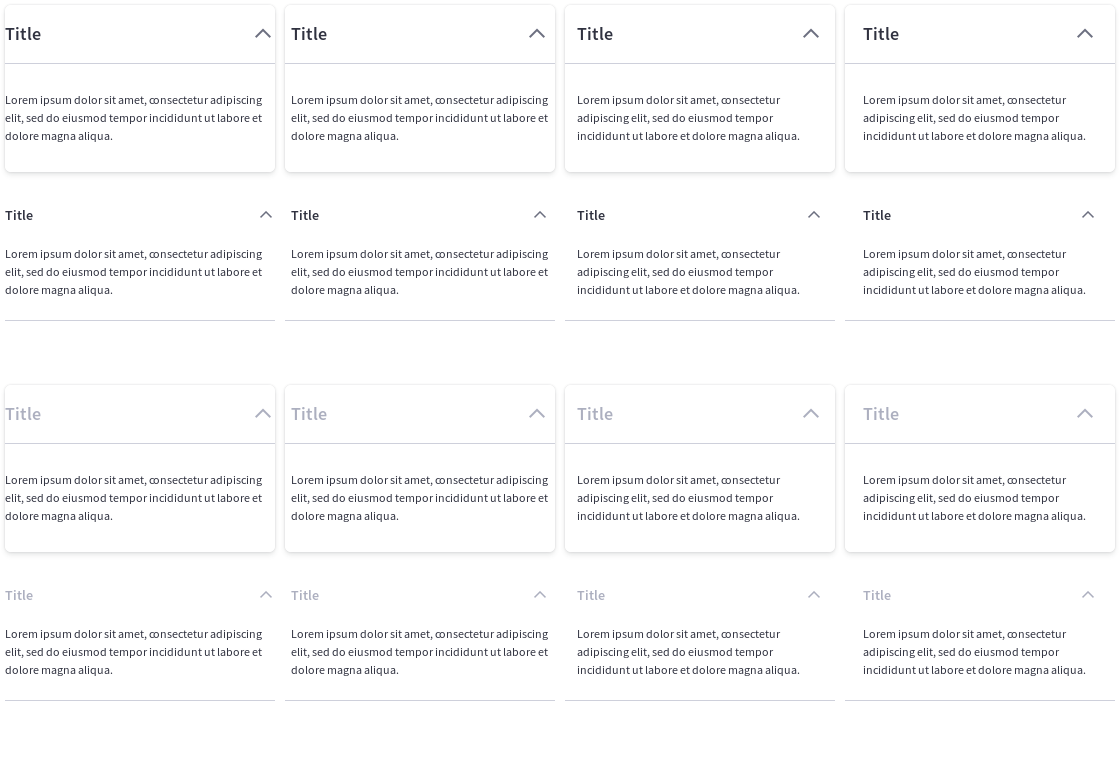 Title
Title
Title
Title
Lorem ipsum dolor sit amet, consectetur adipiscing
elit, sed do eiusmod tempor incididunt ut labore et
dolore magna aliqua.
Lorem ipsum dolor sit amet, consectetur adipiscing
elit, sed do eiusmod tempor incididunt ut labore et
dolore magna aliqua.
Lorem ipsum dolor sit amet, consectetur
adipiscing elit, sed do eiusmod tempor
incididunt ut labore et dolore magna aliqua.
Lorem ipsum dolor sit amet, consectetur
adipiscing elit, sed do eiusmod tempor
incididunt ut labore et dolore magna aliqua.
Title
Title
Title
Title
Lorem ipsum dolor sit amet, consectetur adipiscing
elit, sed do eiusmod tempor incididunt ut labore et
dolore magna aliqua.
Lorem ipsum dolor sit amet, consectetur adipiscing
elit, sed do eiusmod tempor incididunt ut labore et
dolore magna aliqua.
Lorem ipsum dolor sit amet, consectetur
adipiscing elit, sed do eiusmod tempor
incididunt ut labore et dolore magna aliqua.
Lorem ipsum dolor sit amet, consectetur
adipiscing elit, sed do eiusmod tempor
incididunt ut labore et dolore magna aliqua.
Title
Title
Title
Title
Lorem ipsum dolor sit amet, consectetur adipiscing
elit, sed do eiusmod tempor incididunt ut labore et
dolore magna aliqua.
Lorem ipsum dolor sit amet, consectetur adipiscing
elit, sed do eiusmod tempor incididunt ut labore et
dolore magna aliqua.
Lorem ipsum dolor sit amet, consectetur
adipiscing elit, sed do eiusmod tempor
incididunt ut labore et dolore magna aliqua.
Lorem ipsum dolor sit amet, consectetur
adipiscing elit, sed do eiusmod tempor
incididunt ut labore et dolore magna aliqua.
Title
Title
Title
Title
Lorem ipsum dolor sit amet, consectetur adipiscing
elit, sed do eiusmod tempor incididunt ut labore et
dolore magna aliqua.
Lorem ipsum dolor sit amet, consectetur adipiscing
elit, sed do eiusmod tempor incididunt ut labore et
dolore magna aliqua.
Lorem ipsum dolor sit amet, consectetur
adipiscing elit, sed do eiusmod tempor
incididunt ut labore et dolore magna aliqua.
Lorem ipsum dolor sit amet, consectetur
adipiscing elit, sed do eiusmod tempor
incididunt ut labore et dolore magna aliqua.